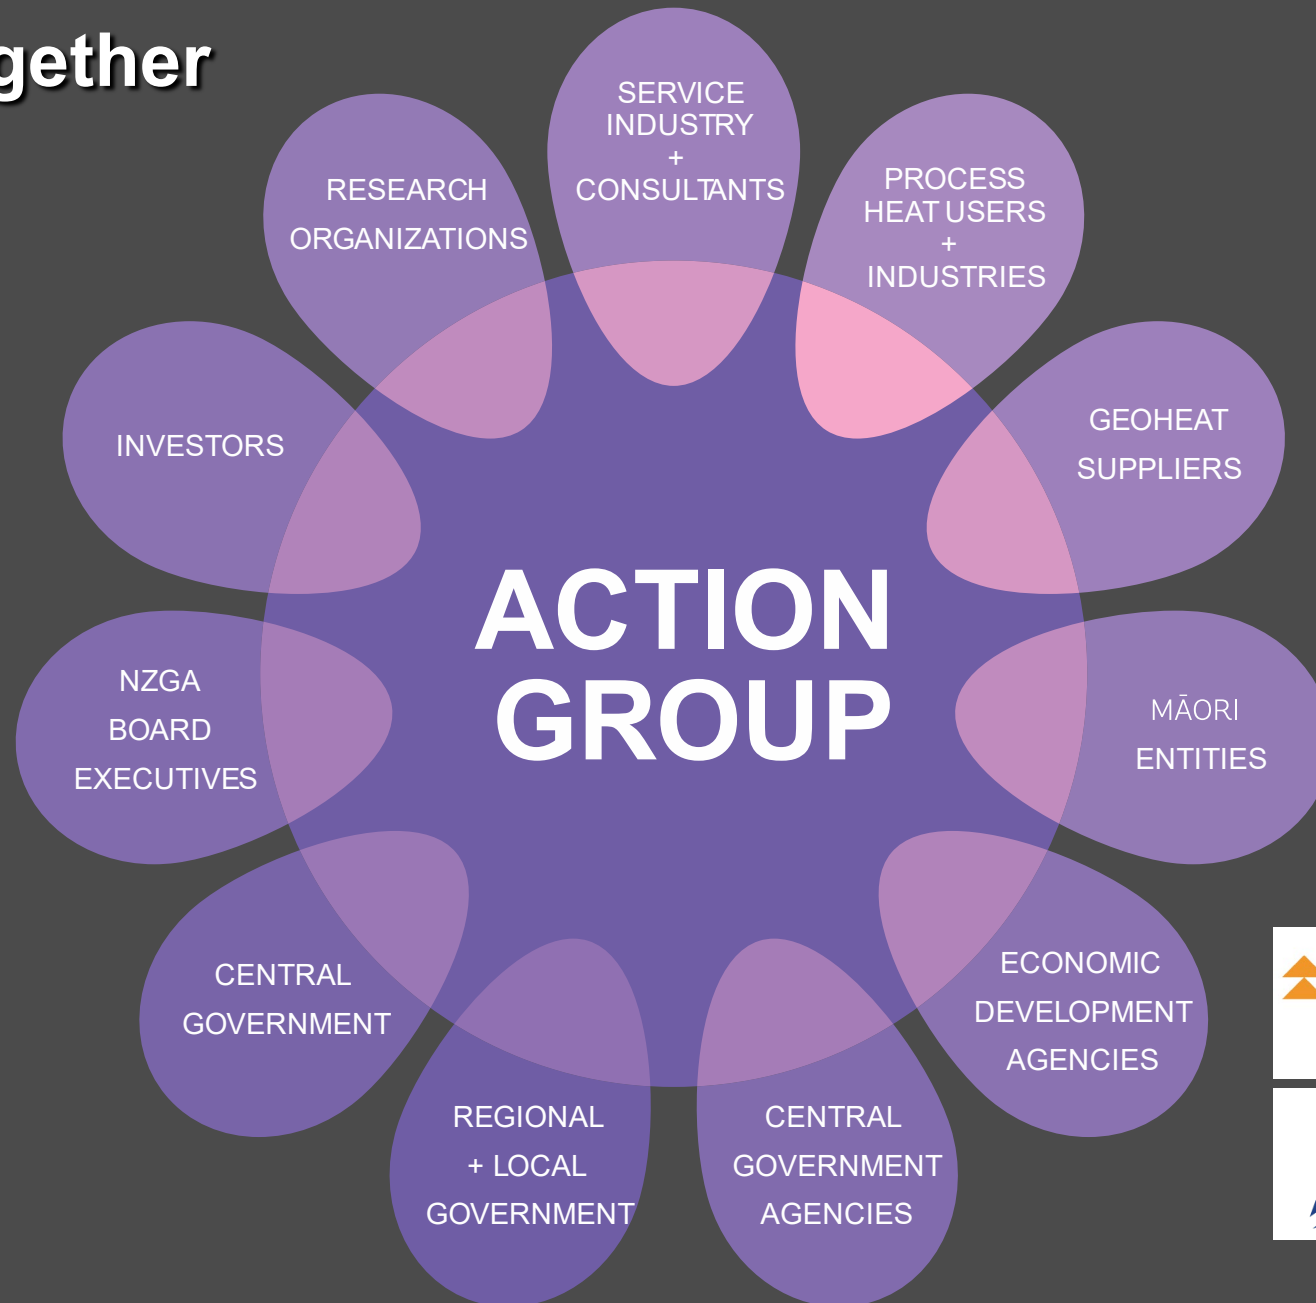 gether
SERVICE
INDUSTRY
+
CONSULTANTS
PROCESS
HEAT USERS
+
INDUSTRIES
GEOHEAT
SUPPLIERS
MĀORI
ENTITIES
ECONOMIC
DEVELOPMENT
AGENCIES
CENTRAL
GOVERNMENT
AGENCIES
REGIONAL
+ LOCAL
GOVERNMENT
CENTRAL
GOVERNMENT
NZGA
BOARD
EXECUTIVES
INVESTORS
RESEARCH
ORGANIZATIONS
ACTION
GROUP